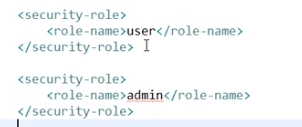 <security-role>
    <role-name>user</role-name>
</security-role>

<security-role>
    <role-name>admin</role-name>
</security-role>